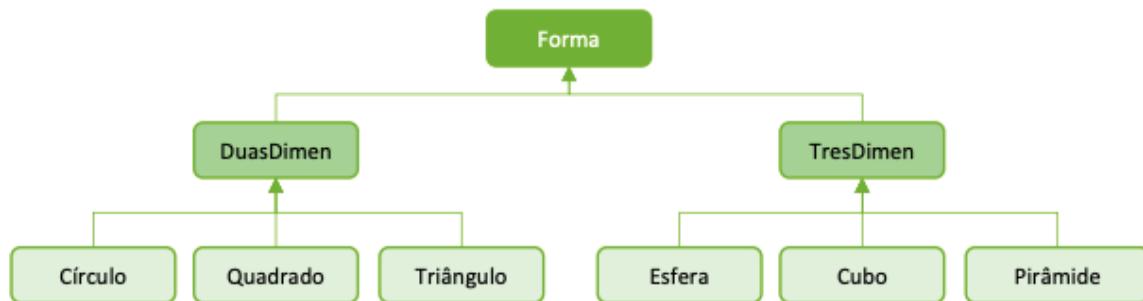 Forma
DuasDimen
TresDimen
Círculo
Quadrado
Triângulo
Esfera
Cubo
Pirâmide